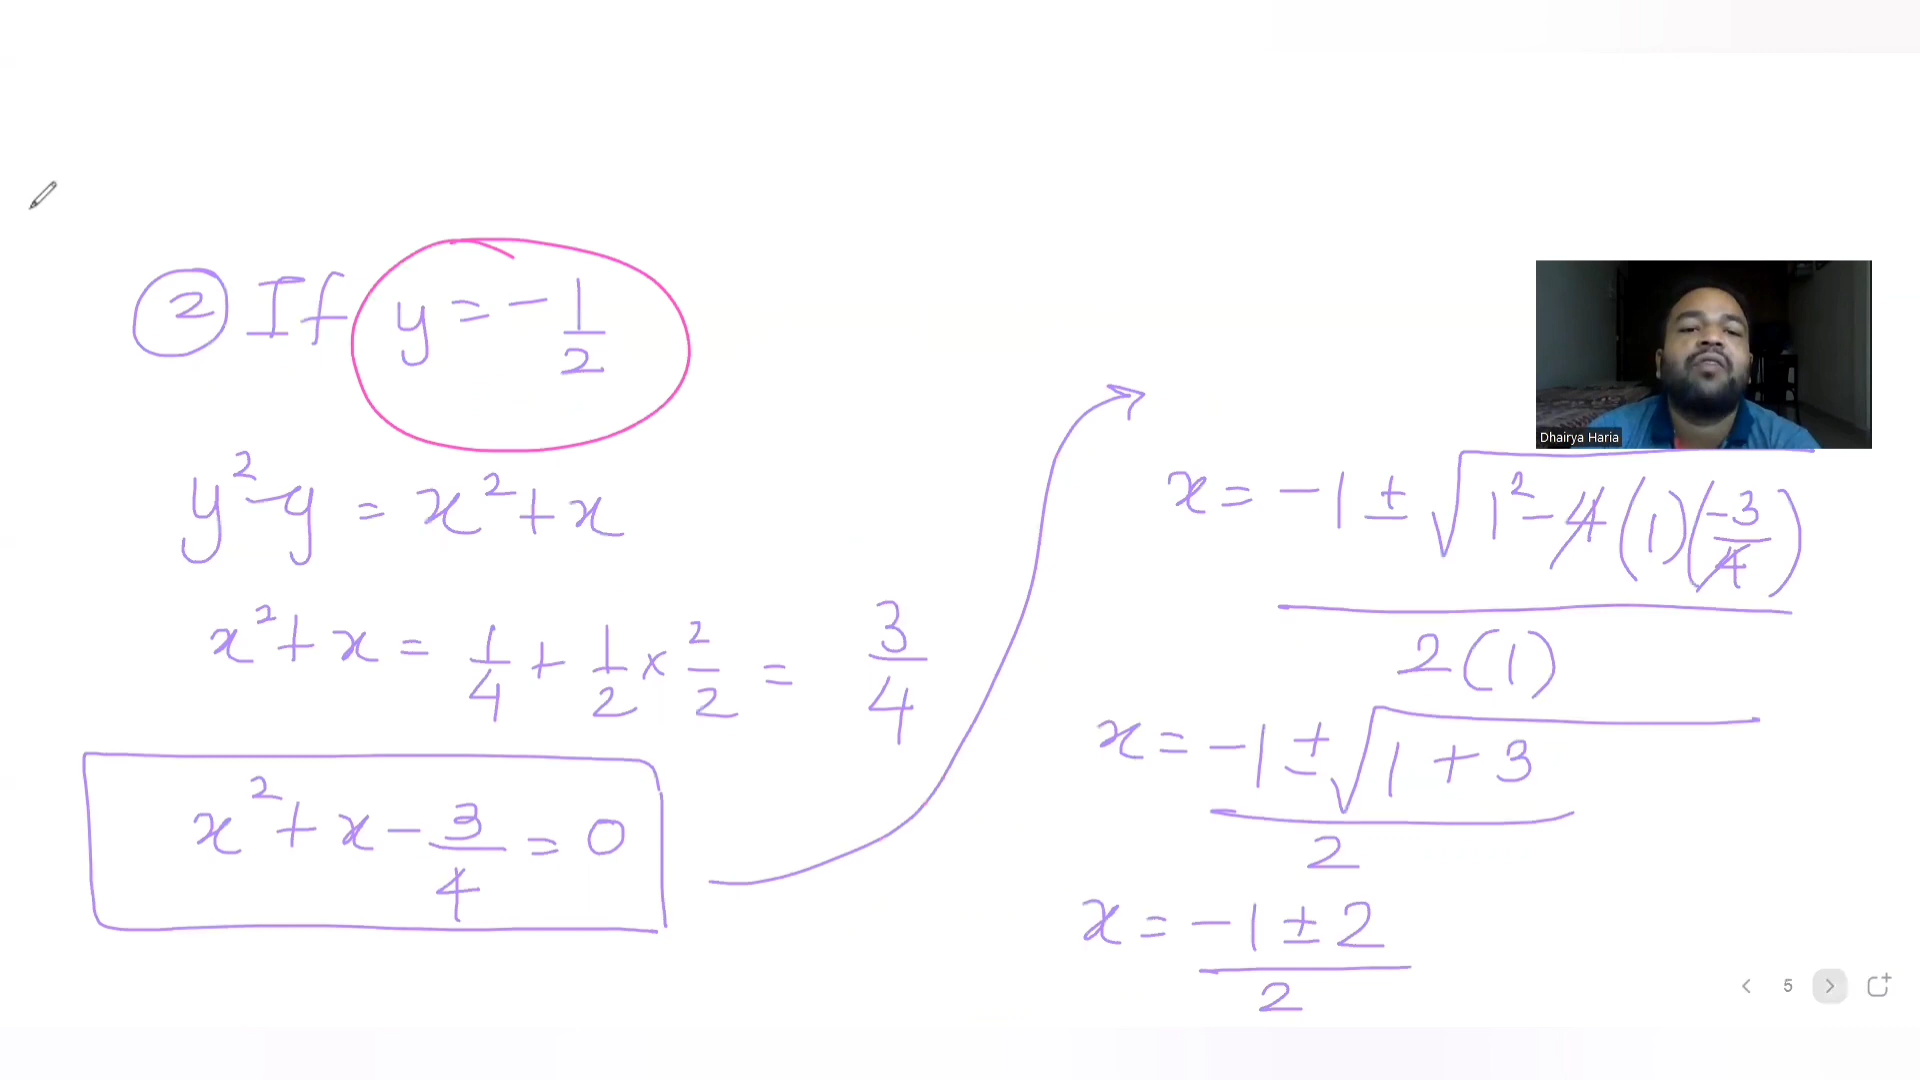 ② If y = -1/2
y² - y = x² + x
x² + x = 1/4 + 1/2 × 2/2 = 3/4
x² + x - 3/4 = 0
Dhairya Haria
x = (-1 ± √(1² - 4(1)(-3/4)))/2(1)
x = (-1 ± √(1 + 3))/2
x = (-1 ± 2)/2
5